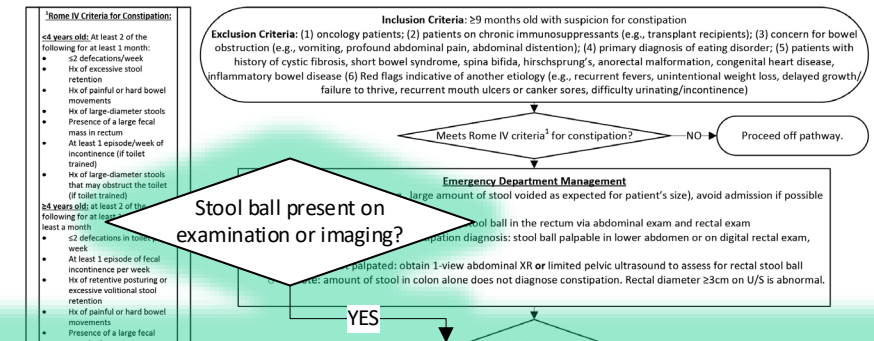 ¹Rome IV Criteria for Constipation:
<4 years old: At least 2 of the
following for at least 1 month:
• ≤2 defecations/week
• Hx of excessive stool
retention
• Hx of painful or hard bowel
movements
• Hx of large-diameter stools
• Presence of a large fecal
mass in rectum
• At least 1 episode/week of
incontinence (if toilet
trained)
• Hx of large-diameter stools
that may obstruct the toilet
(if toilet trained)
≥4 years old: at least 2 of the
following for at least
least a month
• ≤2 defecations in toilet per
week
• At least 1 episode of fecal
incontinence per week
• Hx of retentive posturing or
excessive volitional stool
retention
• Hx of painful or hard bowel
movements
• Presence of a large fecal
Inclusion Criteria: ≥9 months old with suspicion for constipation
Exclusion Criteria: (1) oncology patients; (2) patients on chronic immunosuppressants (e.g., transplant recipients); (3) concern for bowel
obstruction (e.g., vomiting, profound abdominal pain, abdominal distention); (4) primary diagnosis of eating disorder; (5) patients with
history of cystic fibrosis, short bowel syndrome, spina bifida, hirschsprung's, anorectal malformation, congenital heart disease,
inflammatory bowel disease (6) Red flags indicative of another etiology (e.g., recurrent fevers, unintentional weight loss, delayed growth/
failure to thrive, recurrent mouth ulcers or canker sores, difficulty urinating/incontinence)
Meets Rome IV criteria¹ for constipation?
NO
Proceed off pathway.
Emergency Department Management
large amount of stool voided as expected for patient's size), avoid admission if possible
ball in the rectum via abdominal exam and rectal exam
diagnosis: stool ball palpable in lower abdomen or on digital rectal exam,
palpated: obtain 1-view abdominal XR or limited pelvic ultrasound to assess for rectal stool ball
amount of stool in colon alone does not diagnose constipation. Rectal diameter ≥3cm on U/S is abnormal.
Stool ball present on
examination or imaging?
YES